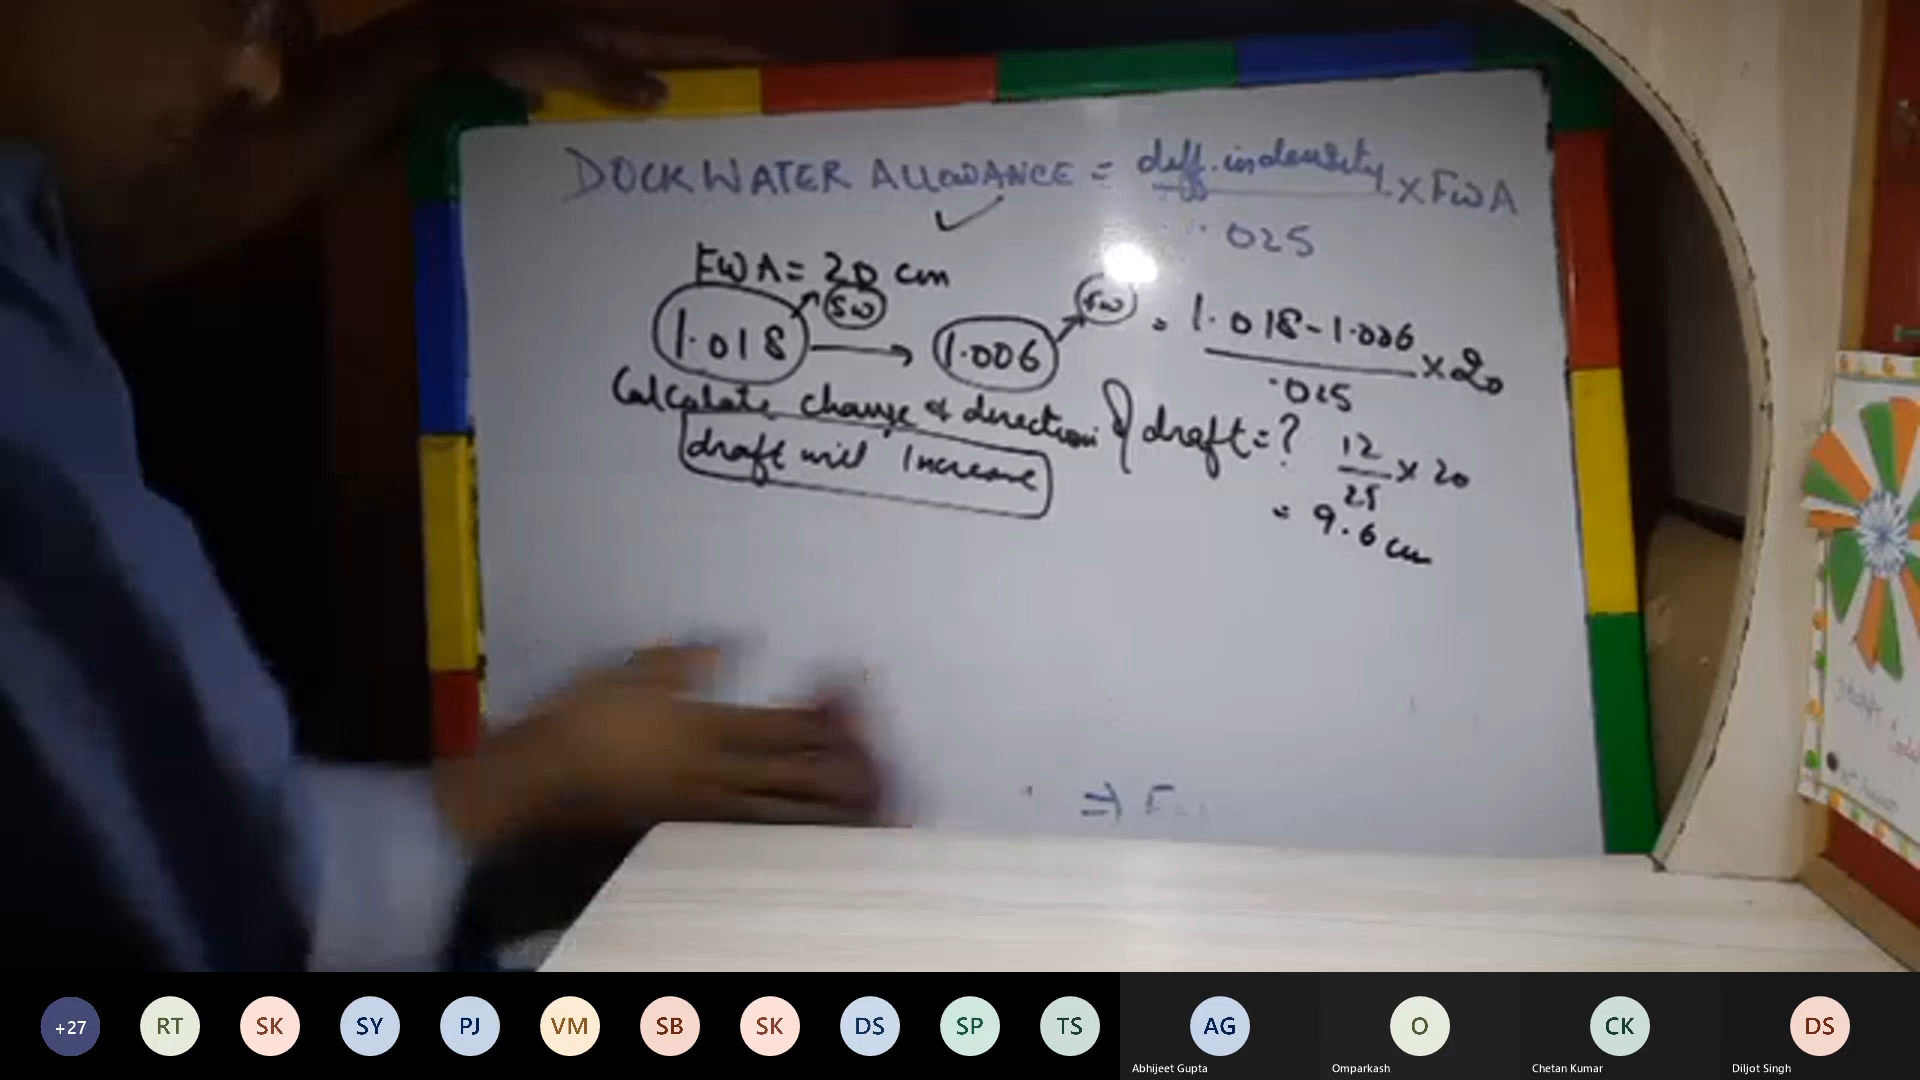 DOCK WATER ALLOWANCE = diff. in density × FWA
.025
FWA = 20 cm
SW
FW
1.018 → 1.006
= 1.018 - 1.006 × 20
.025
Calculate change & direction of draft = ?
draft will Increase
12 × 20
25
= 9.6 cm
⇒ F
+27
RT
SK
SY
PJ
VM
SB
SK
DS
SP
TS
AG
O
CK
DS
Abhijeet Gupta
Omparkash
Chetan Kumar
Diljot Singh